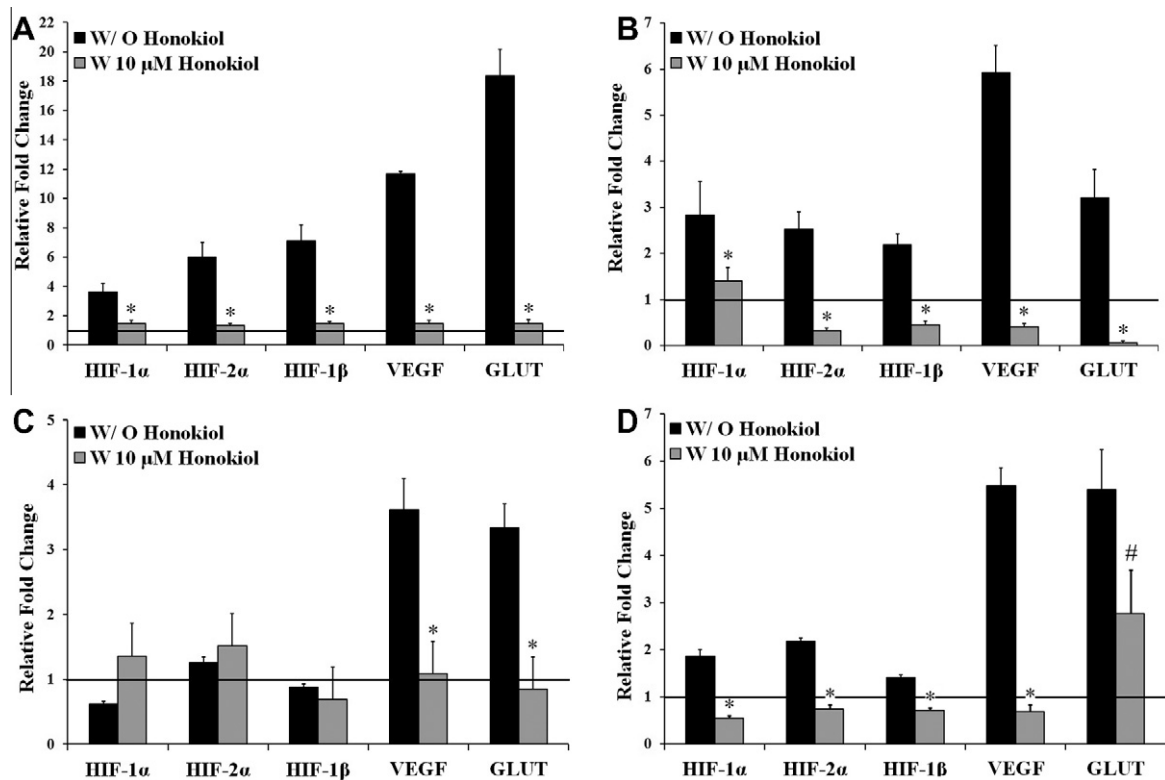 A
Relative Fold Change
22
20
18
16
14
12
10
8
6
4
2
0
W/ O Honokiol
W 10 µM Honokiol
* * * * *
HIF-1α HIF-2α HIF-1β VEGF GLUT
B
Relative Fold Change
7
6
5
4
3
2
1
0
W/ O Honokiol
W 10 µM Honokiol
* * * * *
HIF-1α HIF-2α HIF-1β VEGF GLUT
C
Relative Fold Change
5
4
3
2
1
0
W/ O Honokiol
W 10 µM Honokiol
* *
HIF-1α HIF-2α HIF-1β VEGF GLUT
D
Relative Fold Change
7
6
5
4
3
2
1
0
W/ O Honokiol
W 10 µM Honokiol
* * * * #
HIF-1α HIF-2α HIF-1β VEGF GLUT